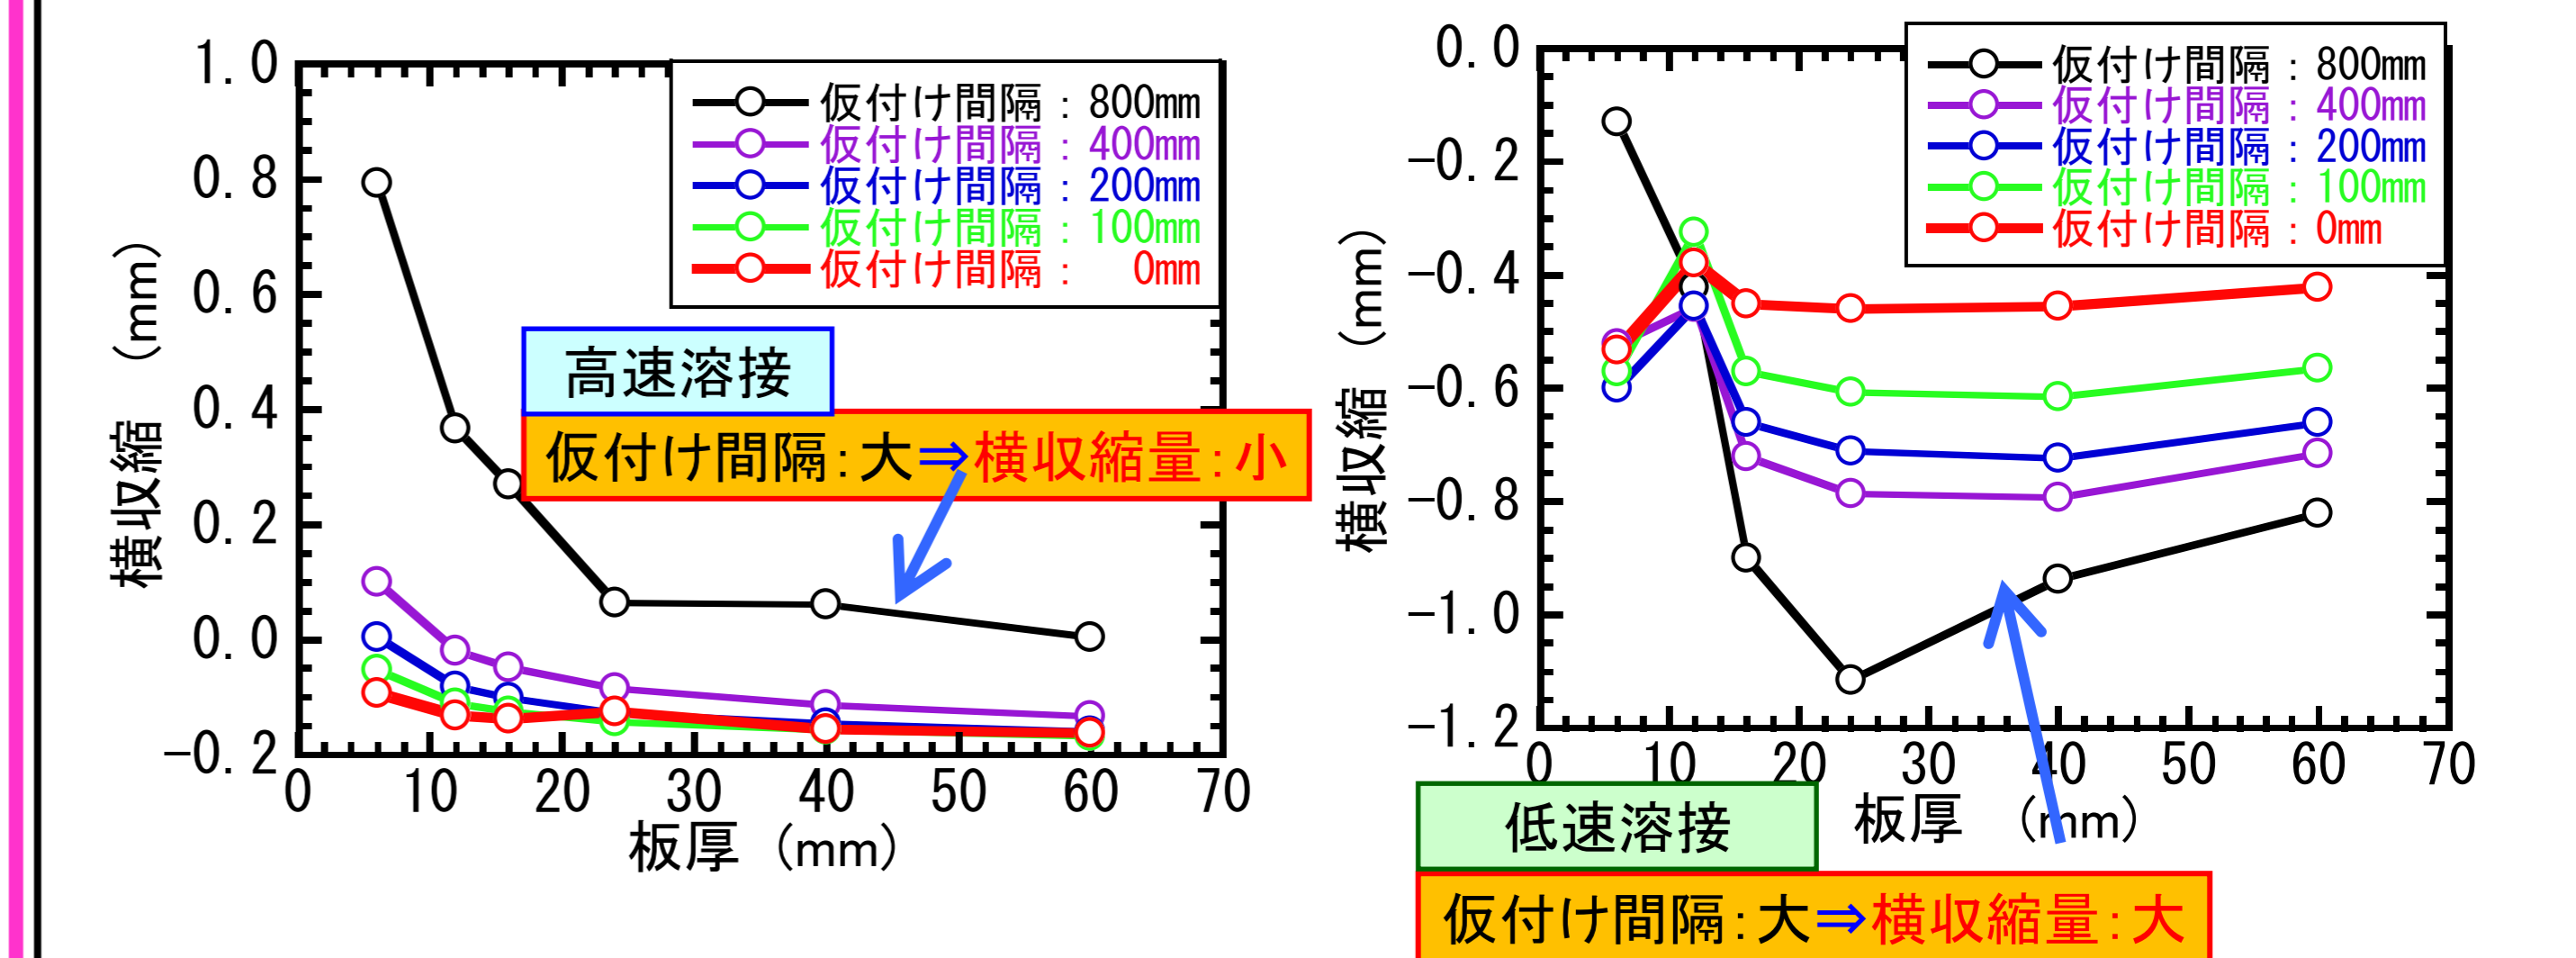 1.0
0.8
0.6
0.4
0.2
0.0
-0.2
横収縮 (mm)
0 10 20 30 40 50 60 70
板厚 (mm)
仮付け間隔:800mm
仮付け間隔:400mm
仮付け間隔:200mm
仮付け間隔:100mm
仮付け間隔: 0mm
高速溶接
仮付け間隔:大⇒横収縮量:小
0.0
-0.2
-0.4
-0.6
-0.8
-1.0
-1.2
横収縮 (mm)
0 10 20 30 40 50 60 70
板厚 (mm)
仮付け間隔:800mm
仮付け間隔:400mm
仮付け間隔:200mm
仮付け間隔:100mm
仮付け間隔:0mm
低速溶接
仮付け間隔:大⇒横収縮量:大